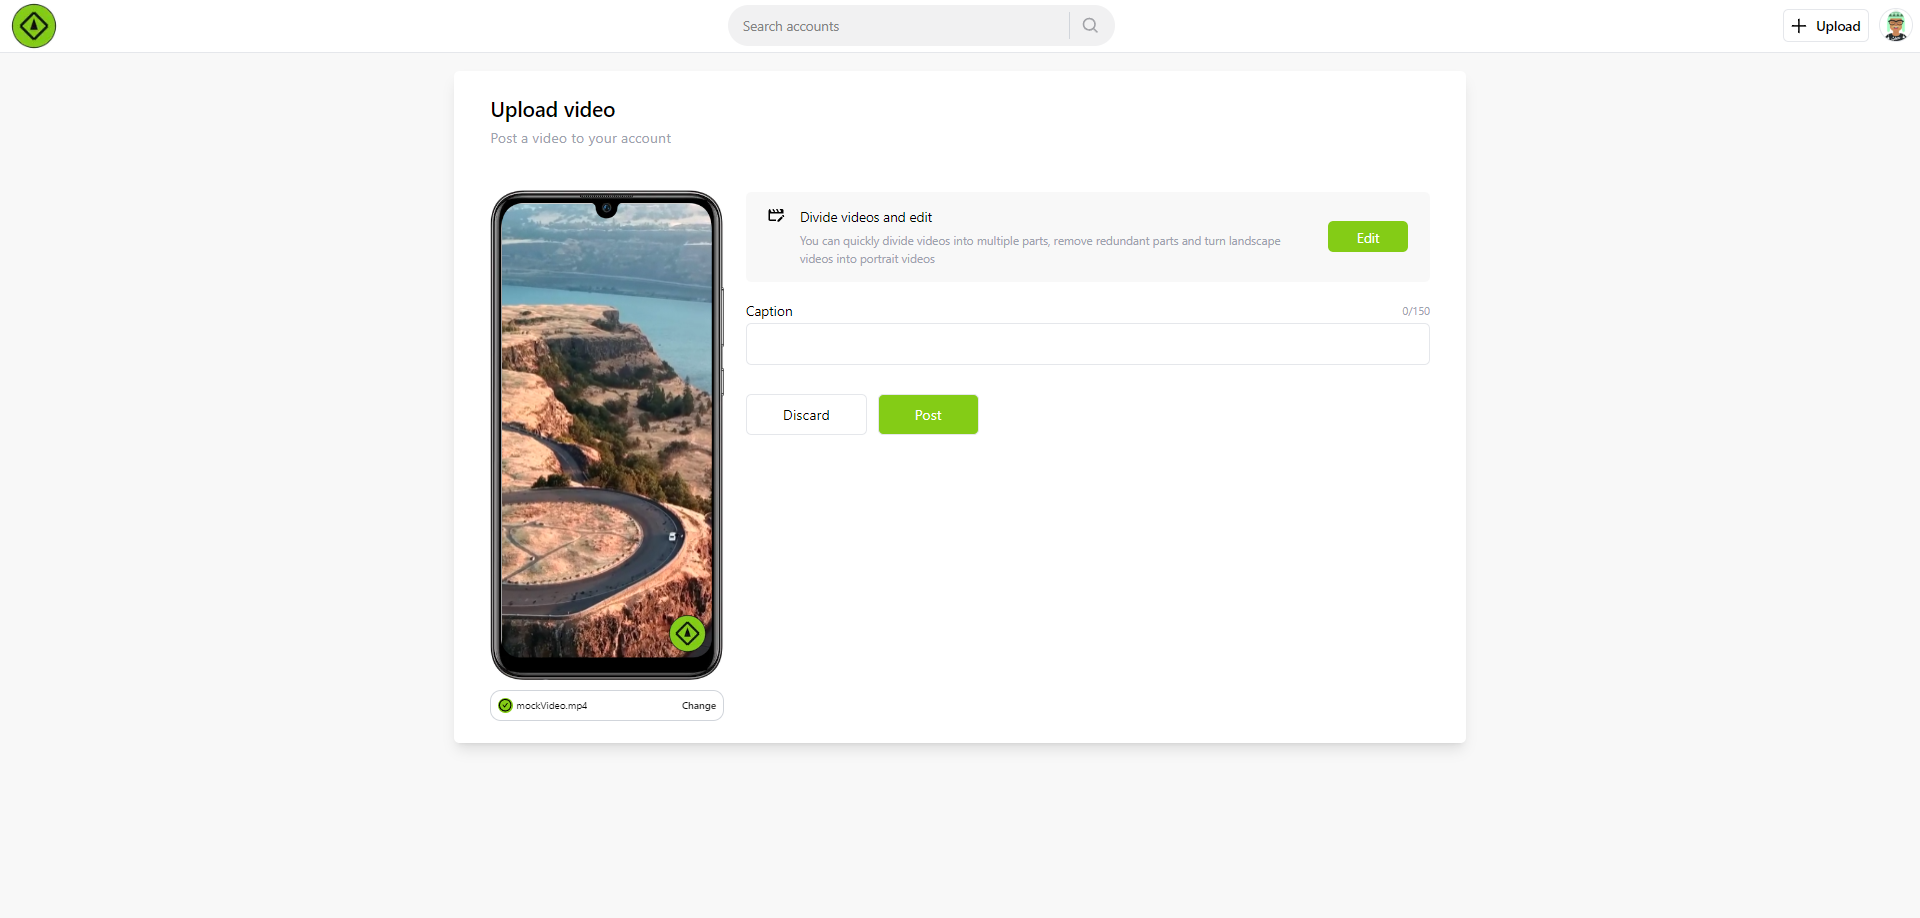 Search accounts
Upload
Upload video
Post a video to your account
Divide videos and edit
You can quickly divide videos into multiple parts, remove redundant parts and turn landscape
videos into portrait videos
Edit
Caption
0/150
Discard
Post
mockVideo.mp4
Change